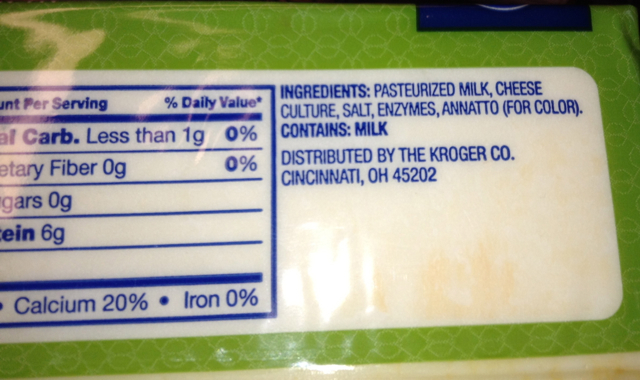 unt Per Serving % Daily Value*
al Carb. Less than 1g 0%
etary Fiber 0g 0%
gars 0g
tein 6g
• Calcium 20% • Iron 0%
INGREDIENTS: PASTEURIZED MILK, CHEESE
CULTURE, SALT, ENZYMES, ANNATTO (FOR COLOR).
CONTAINS: MILK
DISTRIBUTED BY THE KROGER CO.
CINCINNATI, OH 45202